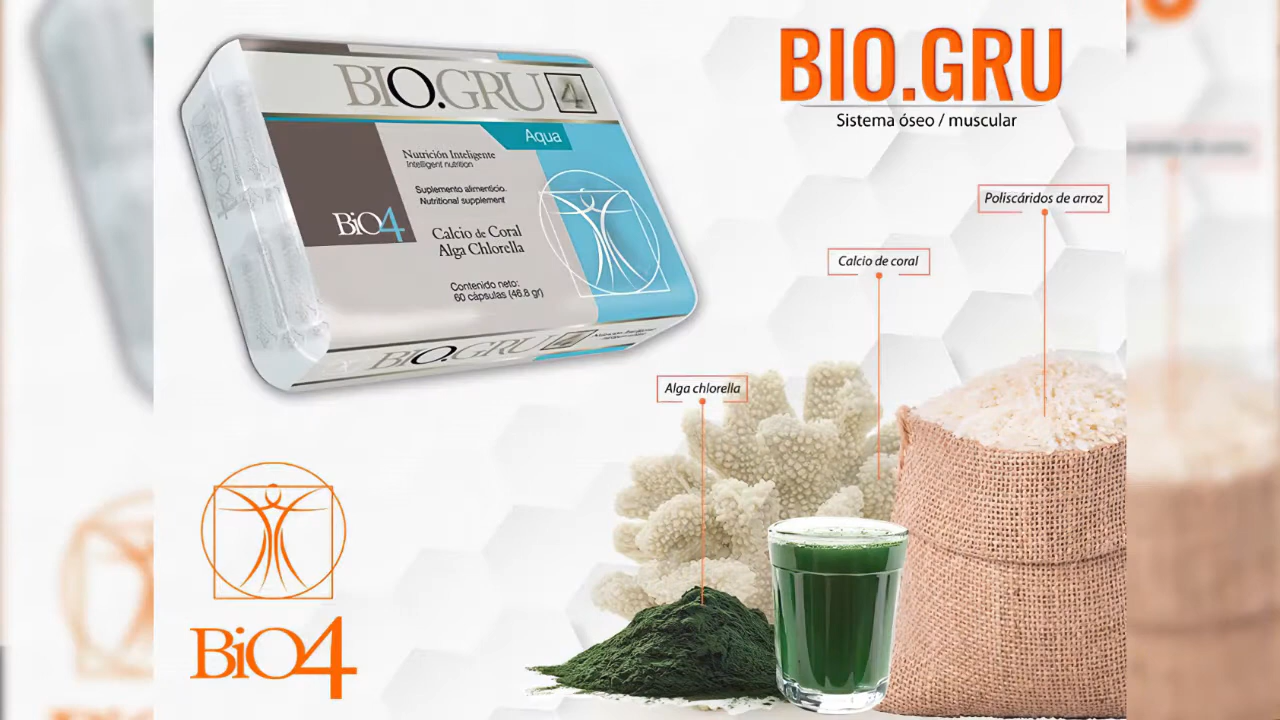 BIO.GRU 4
Aqua
Nutrición Inteligente
Intelligent nutrition
Suplemento alimenticio.
Nutritional supplement
BiO4
Calcio de Coral
Alga Chlorella
Contenido neto:
60 cápsulas (46.8 gr)
BIO.GRU 4
BIO.GRU
Sistema óseo / muscular
Poliscáridos de arroz
Calcio de coral
Alga chlorella
BiO4